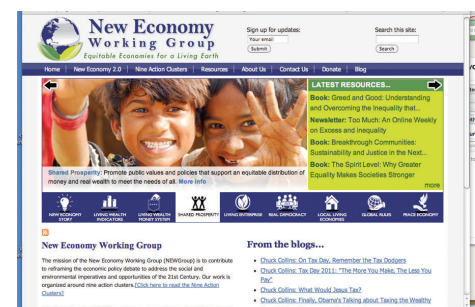 New Economy
Working Group
Equitable Economies for a Living Earth
Sign up for updates:
Your email
Submit
Search this site:
Search
Home | New Economy 2.0 | Nine Action Clusters | Resources | About Us | Contact Us | Donate | Blog
LATEST RESOURCES...
Book: Greed and Good: Understanding
and Overcoming the Inequality that...
Newsletter: Too Much: An Online Weekly
on Excess and Inequality
Book: Breakthrough Communities:
Sustainability and Justice in the Next...
Book: The Spirit Level: Why Greater
Equality Makes Societies Stronger
more
Shared Prosperity: Promote public values and policies that support an equitable distribution of
money and real wealth to meet the needs of all. More info
NEW ECONOMY STORY
LIVING WEALTH INDICATORS
LIVING WEALTH MONEY SYSTEM
SHARED PROSPERITY
LIVING ENTERPRISE
REAL DEMOCRACY
LOCAL LIVING ECONOMIES
GLOBAL RULES
PEACE ECONOMY
New Economy Working Group
The mission of the New Economy Working Group (NEWGroup) is to contribute
to reframing the economic policy debate to address the social and
environmental imperatives and opportunities of the 21st Century. Our work is
organized around nine action clusters.[Click here to read the Nine Action
Clusters!]
From the blogs...
Chuck Collins: On Tax Day, Remember the Tax Dodgers
Chuck Collins: Tax Day 2011: "The More You Make, The Less You
Pay"
Chuck Collins: What Would Jesus Tax?
Chuck Collins: Finally, Obama's Talking about Taxing the Wealthy